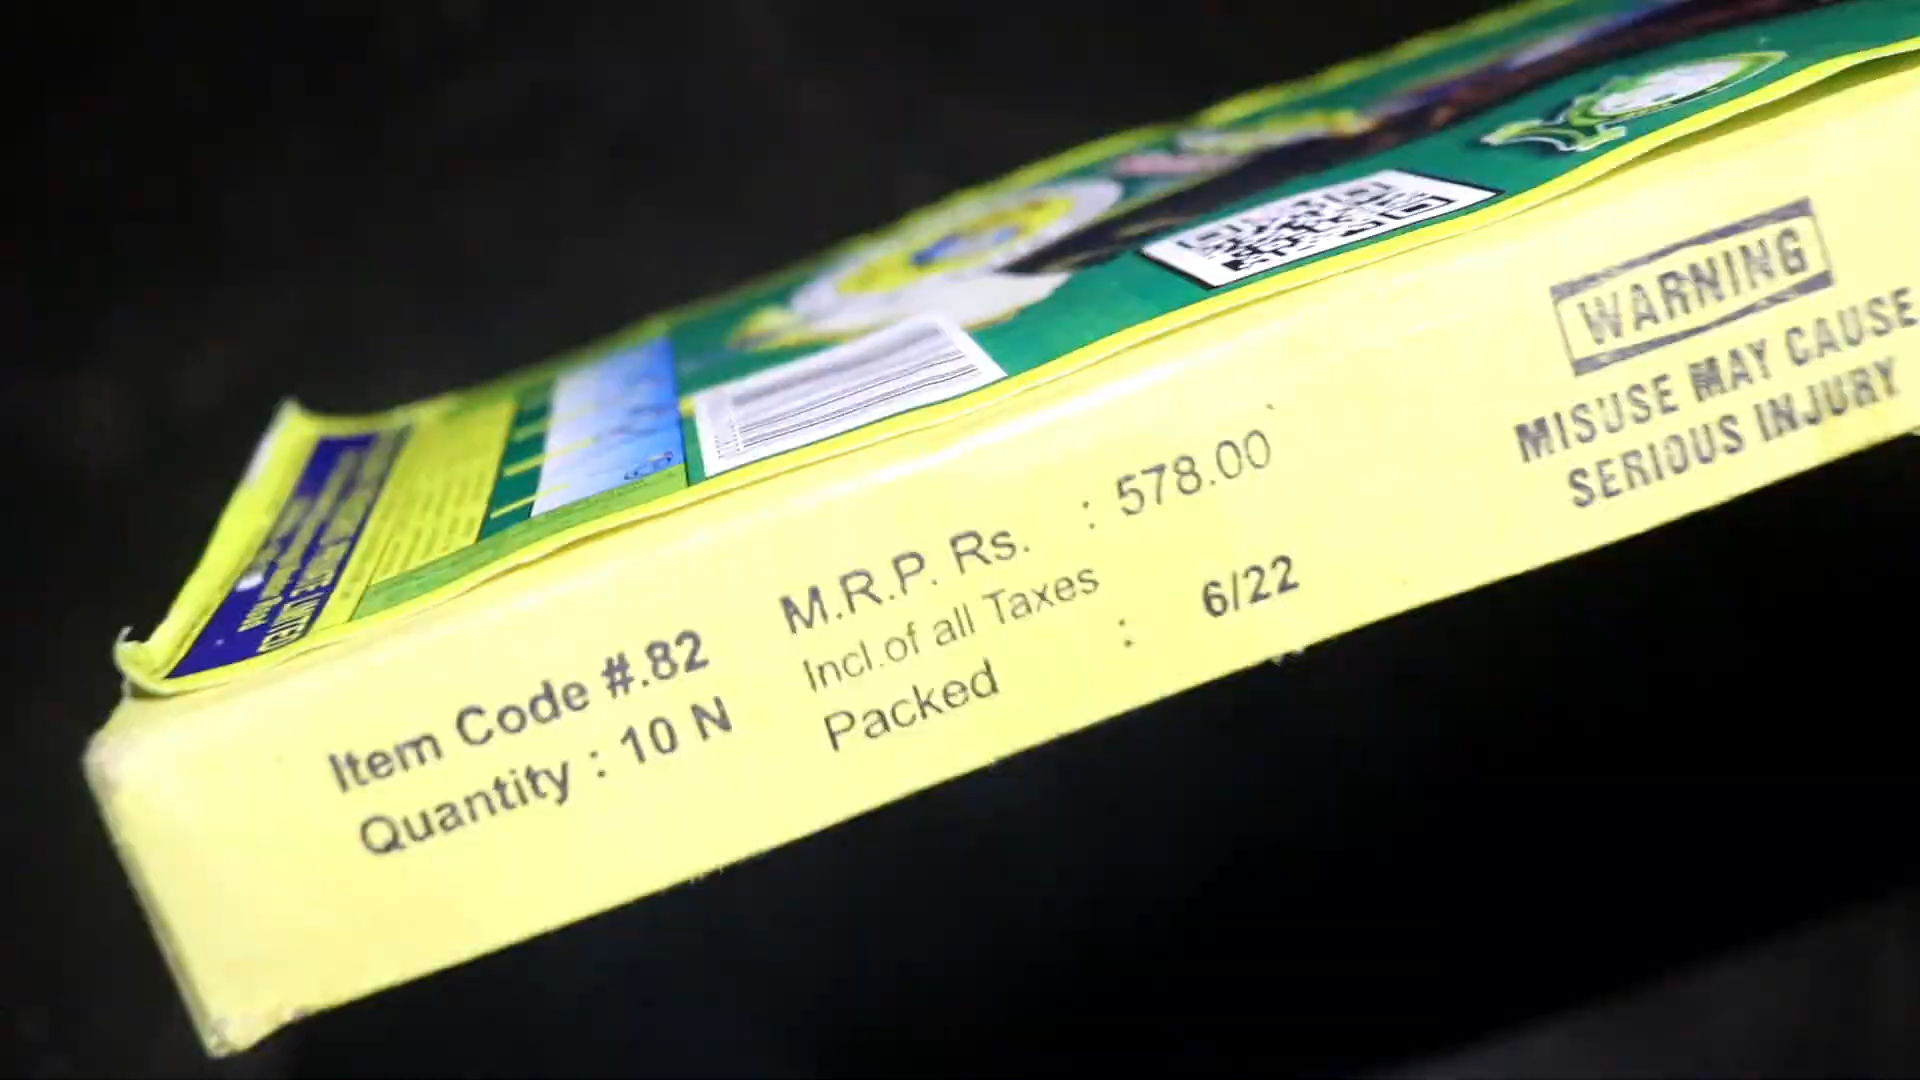 Item Code #.82
Quantity : 10 N
M.R.P. Rs. : 578.00
Incl.of all Taxes
Packed : 6/22
WARNING
MISUSE MAY CAUSE
SERIOUS INJURY